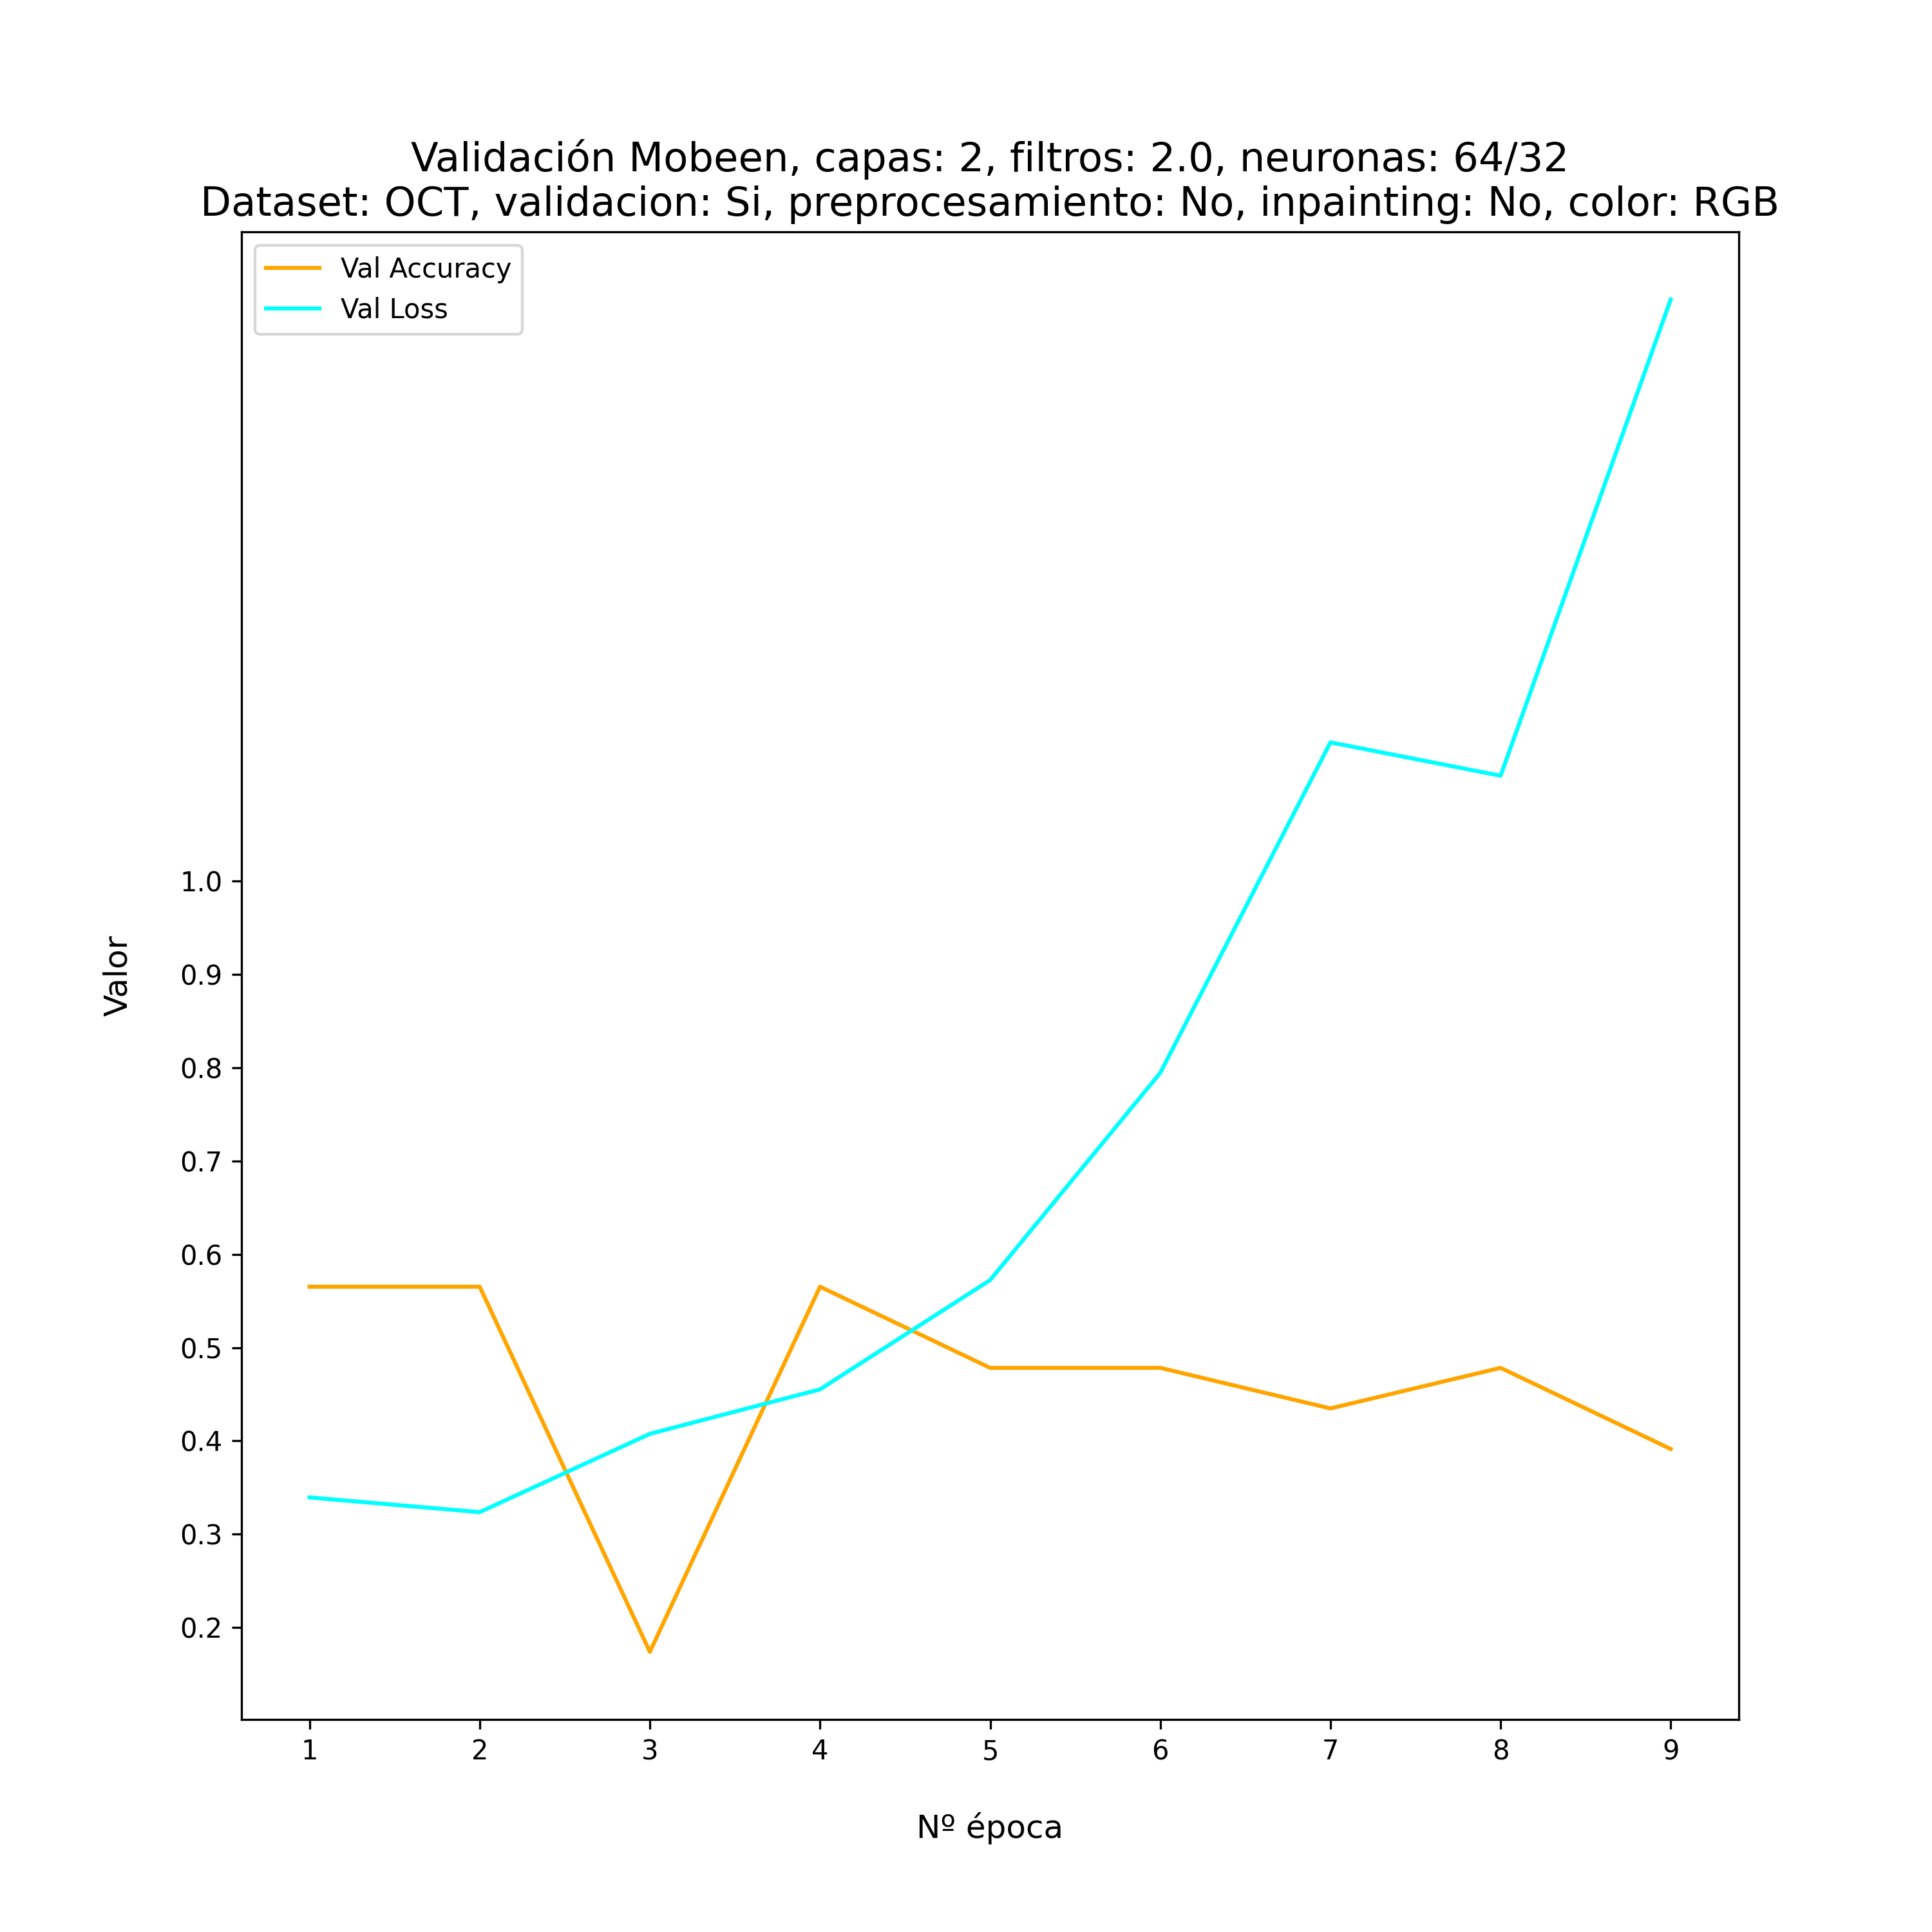 Validación Mobeen, capas: 2, filtros: 2.0, neuronas: 64/32
Dataset: OCT, validacion: Si, preprocesamiento: No, inpainting: No, color: RGB
Val Accuracy
Val Loss
Valor
1.0
0.9
0.8
0.7
0.6
0.5
0.4
0.3
0.2
1 2 3 4 5 6 7 8 9
Nº época